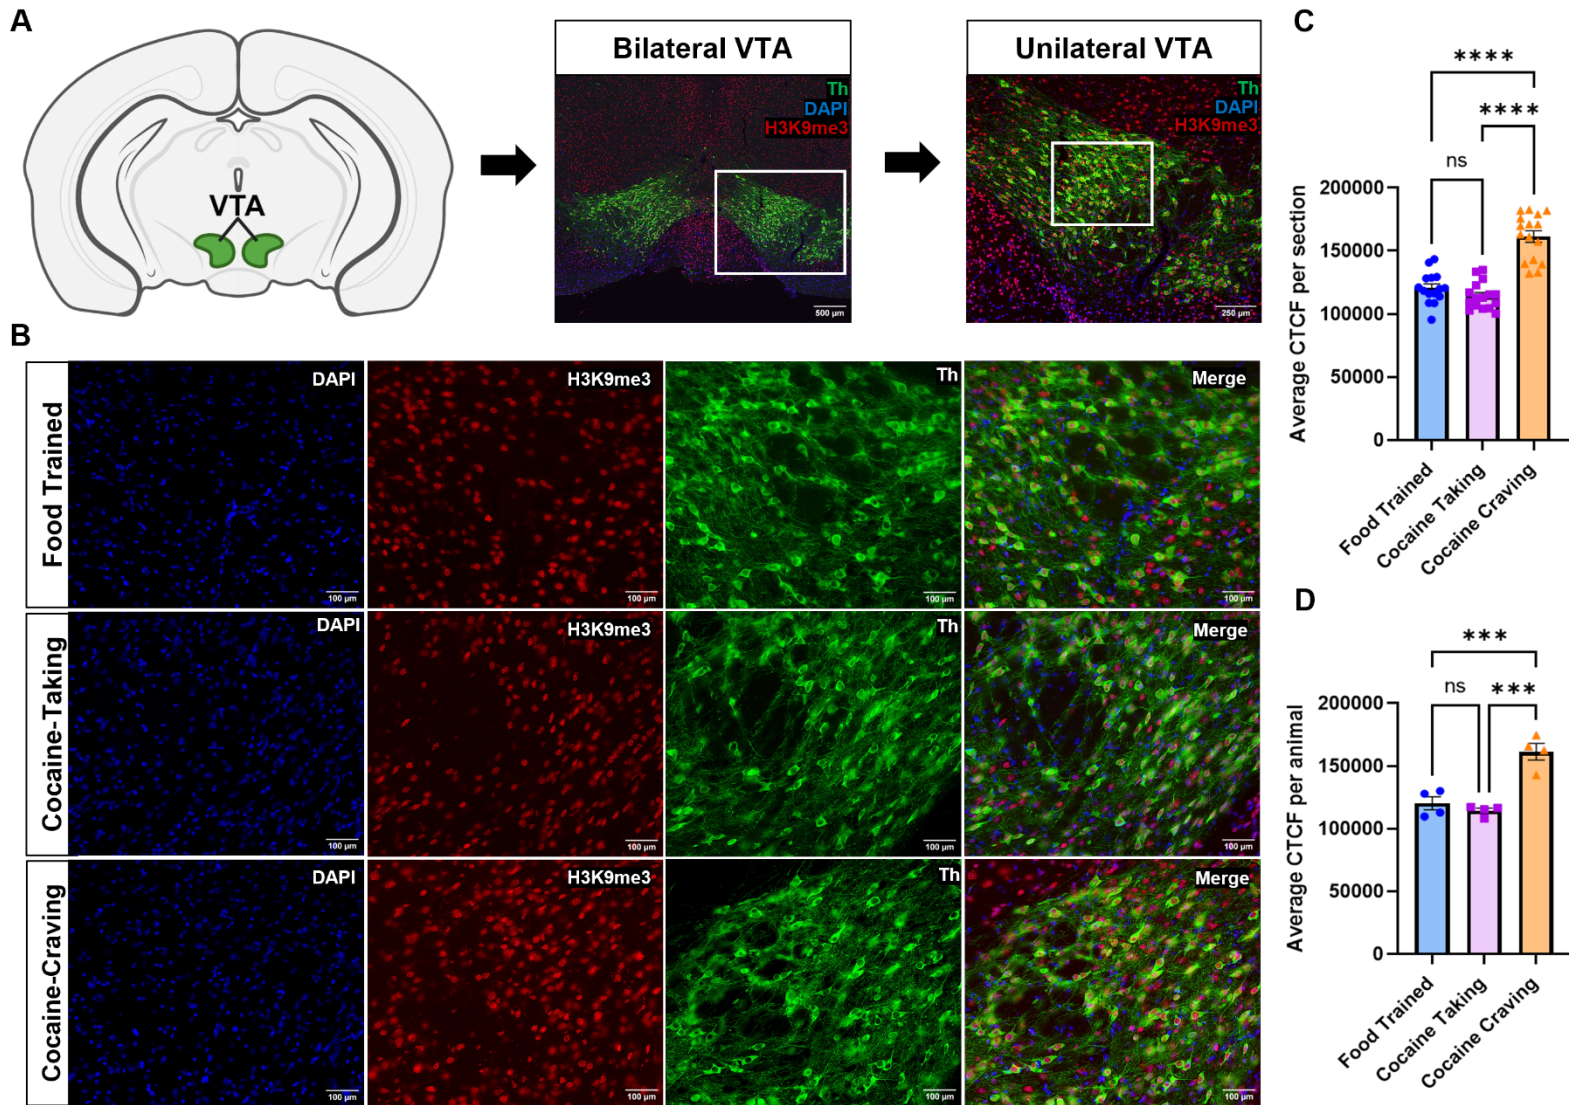 A
VTA
Bilateral VTA
Th
DAPI
H3K9me3
500 µm
Unilateral VTA
Th
DAPI
H3K9me3
250 µm
B
Food Trained
DAPI
100 µm
H3K9me3
100 µm
Th
100 µm
Merge
100 µm
Cocaine-Taking
DAPI
100 µm
H3K9me3
100 µm
Th
100 µm
Merge
100 µm
Cocaine-Craving
DAPI
100 µm
H3K9me3
100 µm
Th
100 µm
Merge
100 µm
C
Average CTCF per section
200000
150000
100000
50000
0
****
****
ns
Food Trained
Cocaine Taking
Cocaine Craving
D
Average CTCF per animal
200000
150000
100000
50000
0
***
ns
***
Food Trained
Cocaine Taking
Cocaine Craving